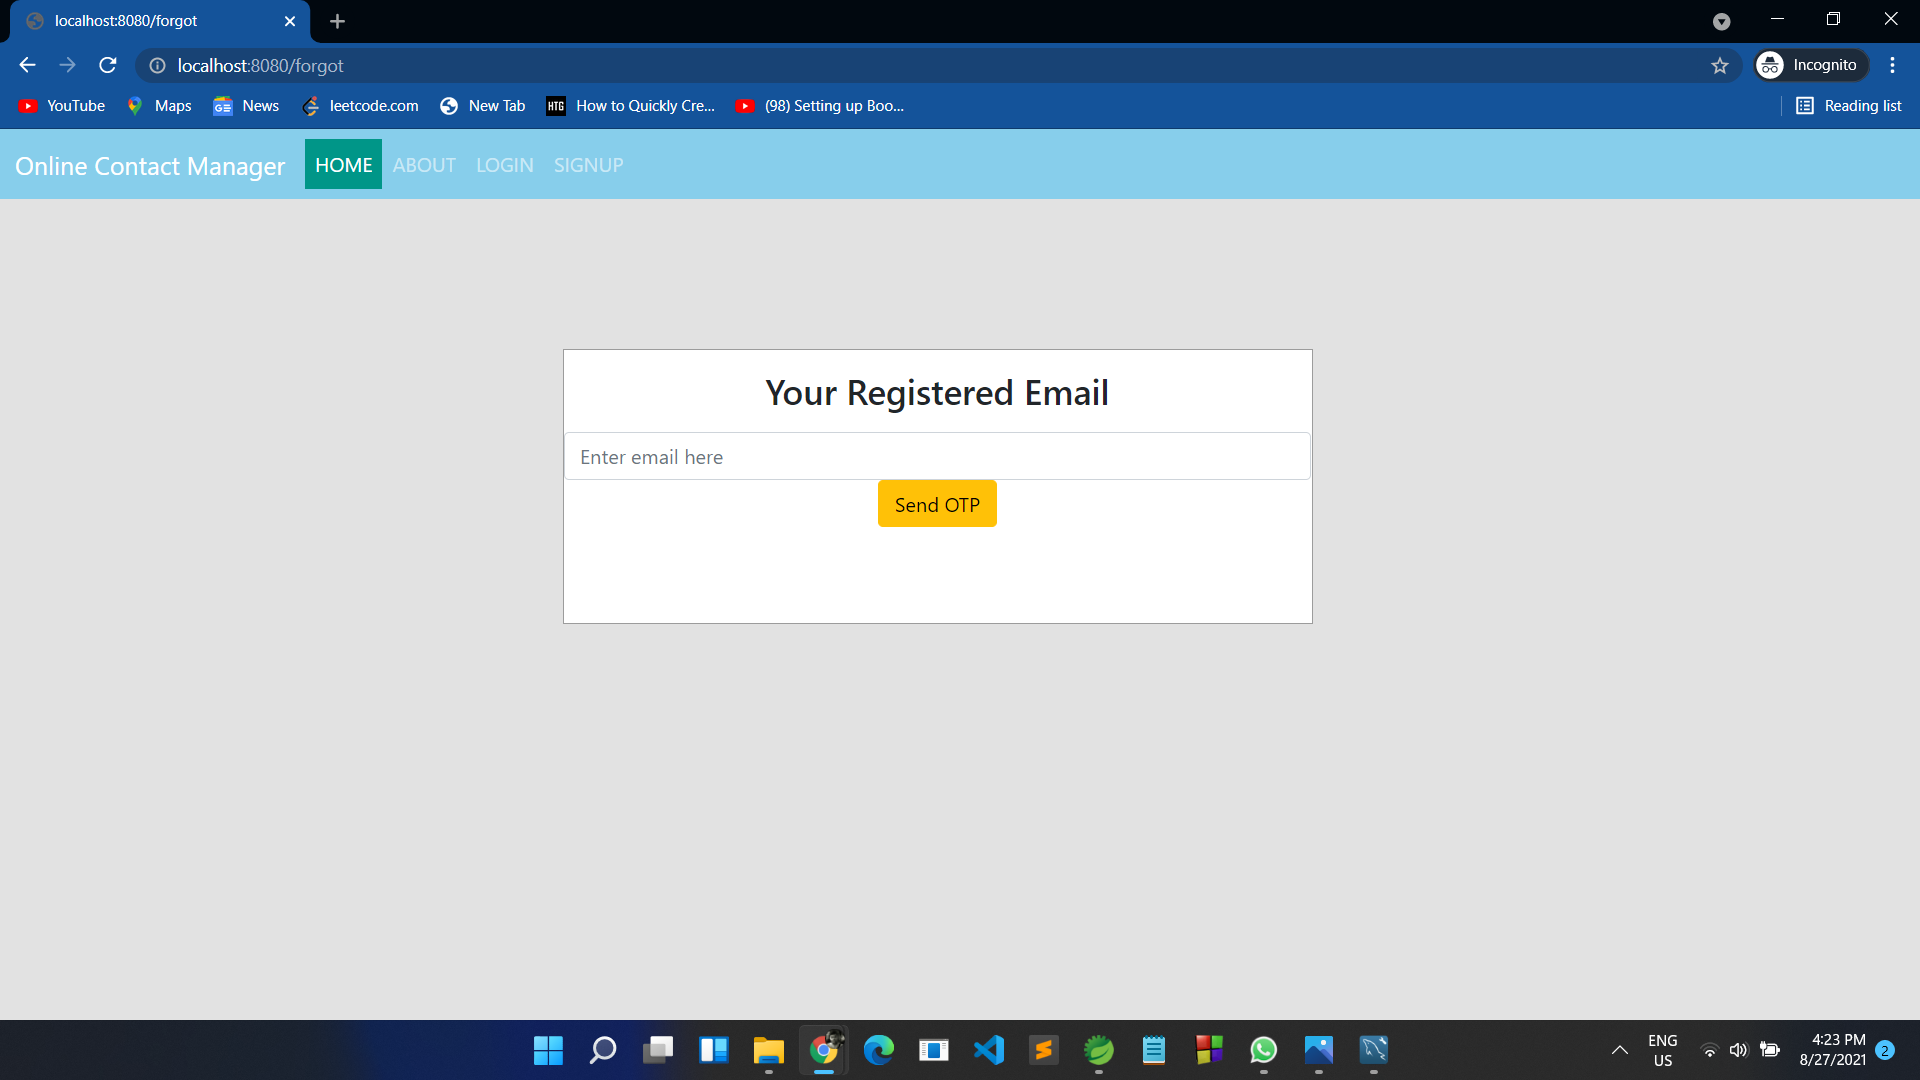 localhost:8080/forgot
localhost:8080/forgot
Incognito
YouTube
Maps
News
leetcode.com
New Tab
HTG
How to Quickly Cre...
(98) Setting up Boo...
Reading list
Online Contact Manager
HOME
ABOUT
LOGIN
SIGNUP
Your Registered Email
Enter email here
Send OTP
ENG
US
4:23 PM
8/27/2021
2